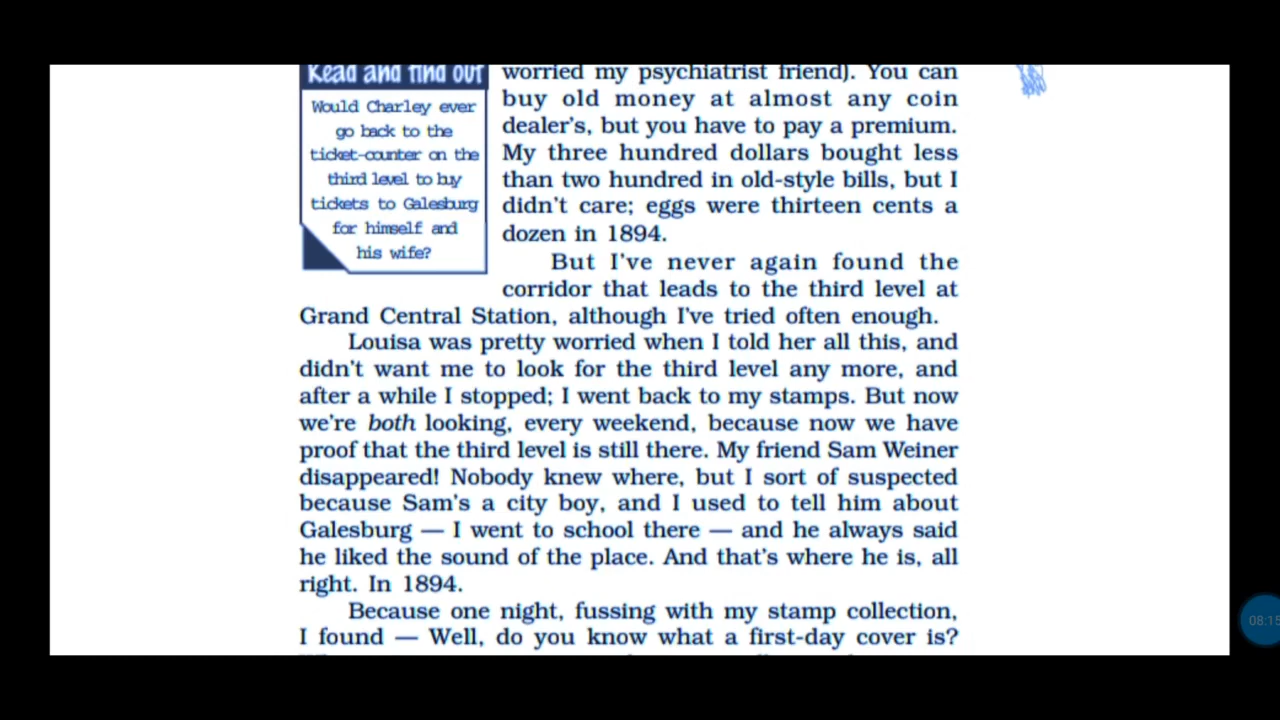 Read and find out
Would Charley ever
go back to the
ticket-counter on the
third level to buy
tickets to Galesburg
for himself and
his wife?
worried my psychiatrist friend). You can
buy old money at almost any coin
dealer's, but you have to pay a premium.
My three hundred dollars bought less
than two hundred in old-style bills, but I
didn't care; eggs were thirteen cents a
dozen in 1894.
But I've never again found the
corridor that leads to the third level at
Grand Central Station, although I've tried often enough.
Louisa was pretty worried when I told her all this, and
didn't want me to look for the third level any more, and
after a while I stopped; I went back to my stamps. But now
we're both looking, every weekend, because now we have
proof that the third level is still there. My friend Sam Weiner
disappeared! Nobody knew where, but I sort of suspected
because Sam's a city boy, and I used to tell him about
Galesburg — I went to school there — and he always said
he liked the sound of the place. And that's where he is, all
right. In 1894.
Because one night, fussing with my stamp collection,
I found — Well, do you know what a first-day cover is?
08:15